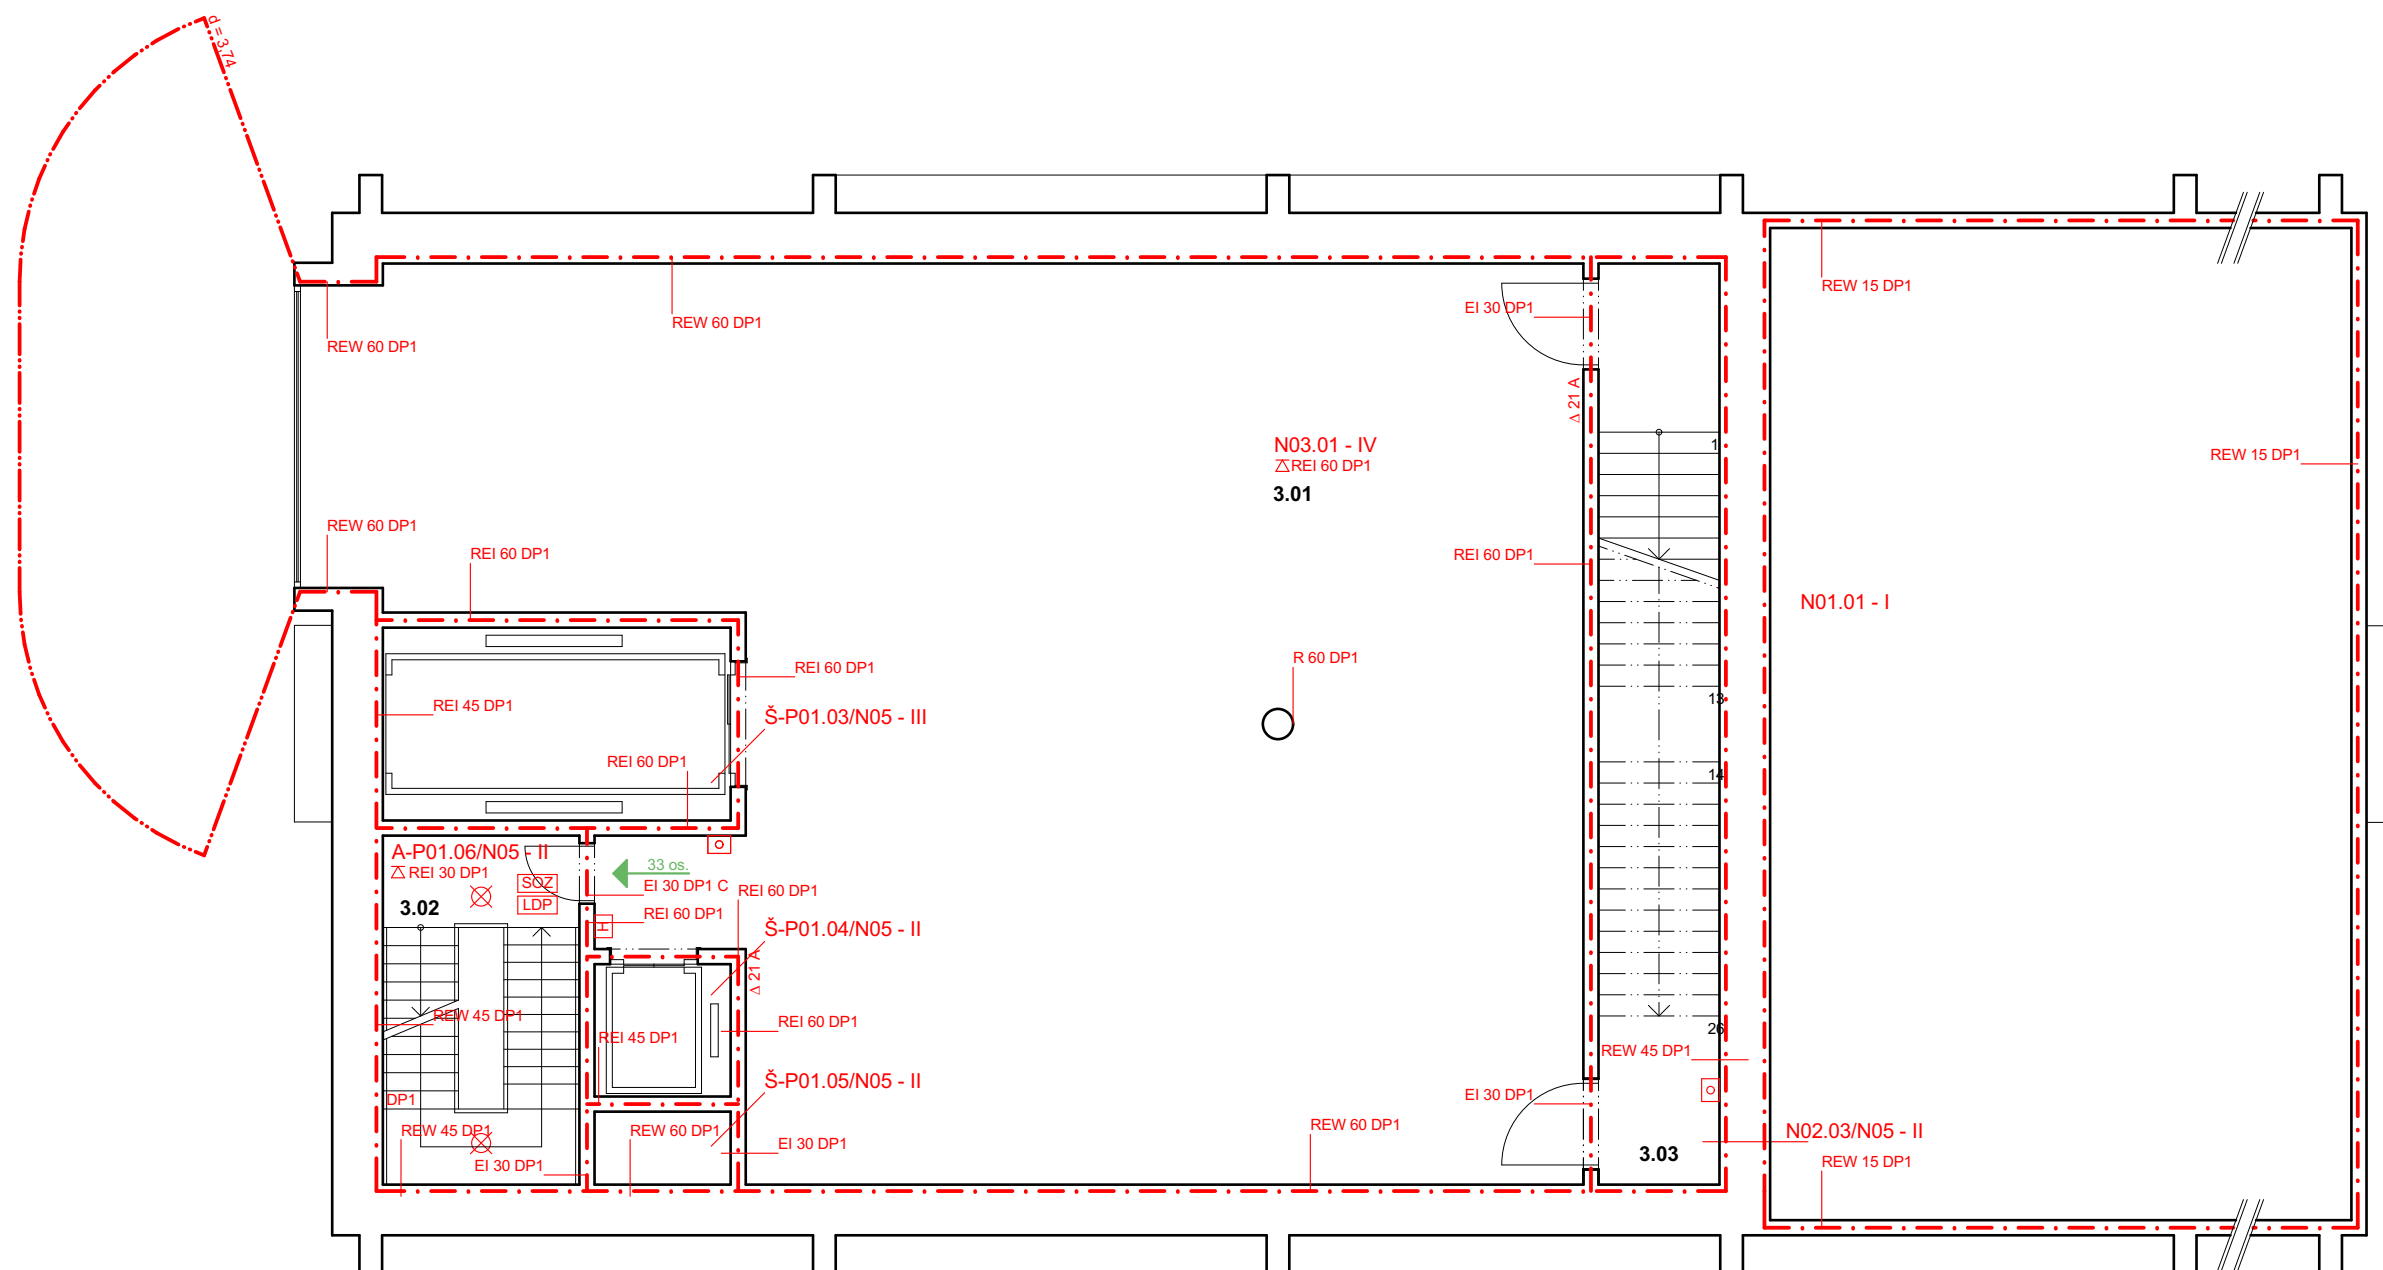 d = 3,74
REW 60 DP1
REW 60 DP1
EI 30 DP1
REW 15 DP1
Δ 21 A
N03.01 - IV
REI 60 DP1
3.01
1
REW 15 DP1
REW 60 DP1
REI 60 DP1
REI 60 DP1
N01.01 - I
R 60 DP1
REI 60 DP1
REI 45 DP1
Š-P01.03/N05 - III
13
REI 60 DP1
14
A-P01.06/N05 - II
REI 30 DP1
SOZ
LDP
33 os.
EI 30 DP1 C
REI 60 DP1
3.02
REI 60 DP1
H
Š-P01.04/N05 - II
Δ 21 A
REW 45 DP1
REI 60 DP1
REI 45 DP1
26
REW 45 DP1
Š-P01.05/N05 - II
EI 30 DP1
DP1
REW 45 DP1
REW 60 DP1
REW 60 DP1
N02.03/N05 - II
EI 30 DP1
EI 30 DP1
3.03
REW 15 DP1